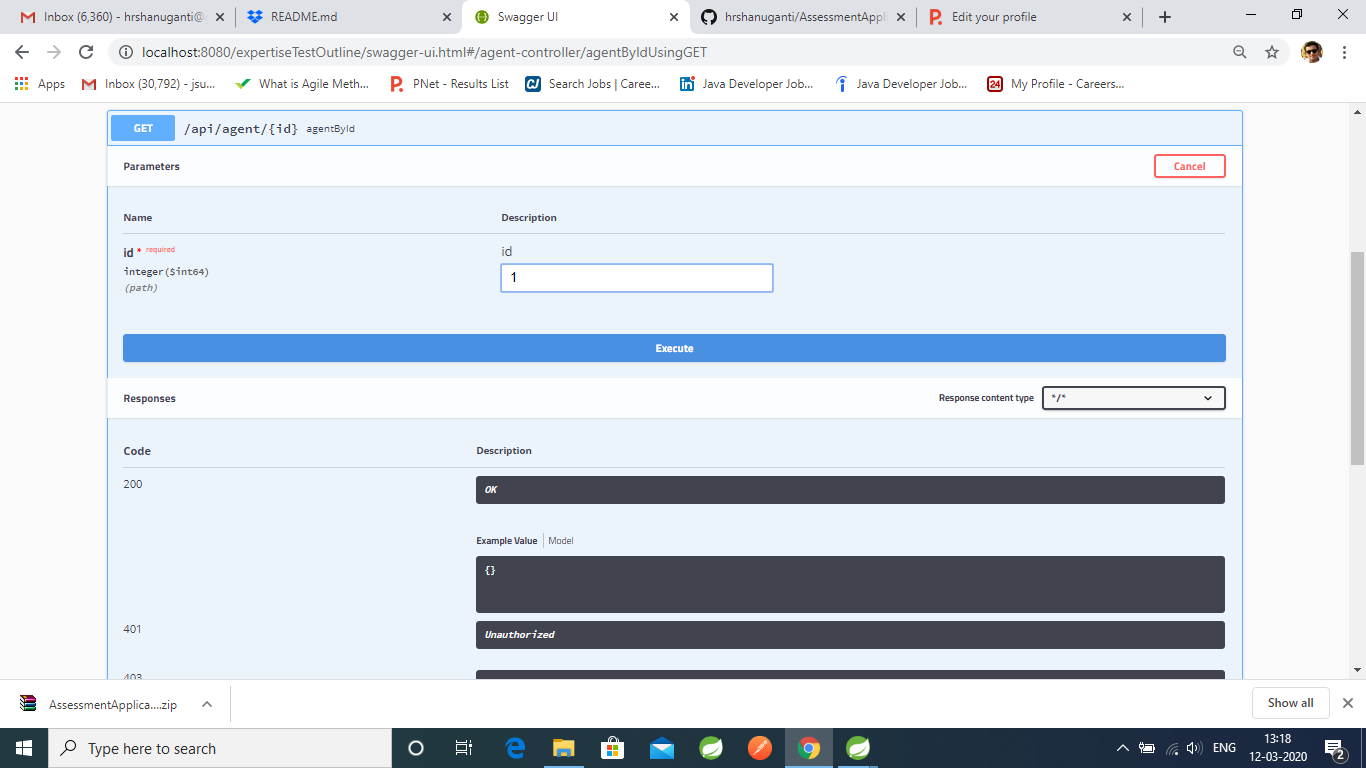 Inbox (6,360) - hrshanuganti@
README.md
Swagger UI
hrshanuganti/AssessmentAppli
Edit your profile
localhost:8080/expertiseTestOutline/swagger-ui.html#/agent-controller/agentByIdUsingGET
Apps
Inbox (30,792) - jsu...
What is Agile Meth...
PNet - Results List
Search Jobs | Caree...
Java Developer Job...
Java Developer Job...
My Profile - Careers...
GET /api/agent/{id} agentById
Parameters
Cancel
Name Description
id * required
id
integer($int64)
1
(path)
Execute
Responses
Response content type */*
Code Description
200
OK
Example Value Model
{}
401
Unauthorized
403
AssessmentApplica....zip
Show all
Type here to search
ENG
13:18
12-03-2020
2